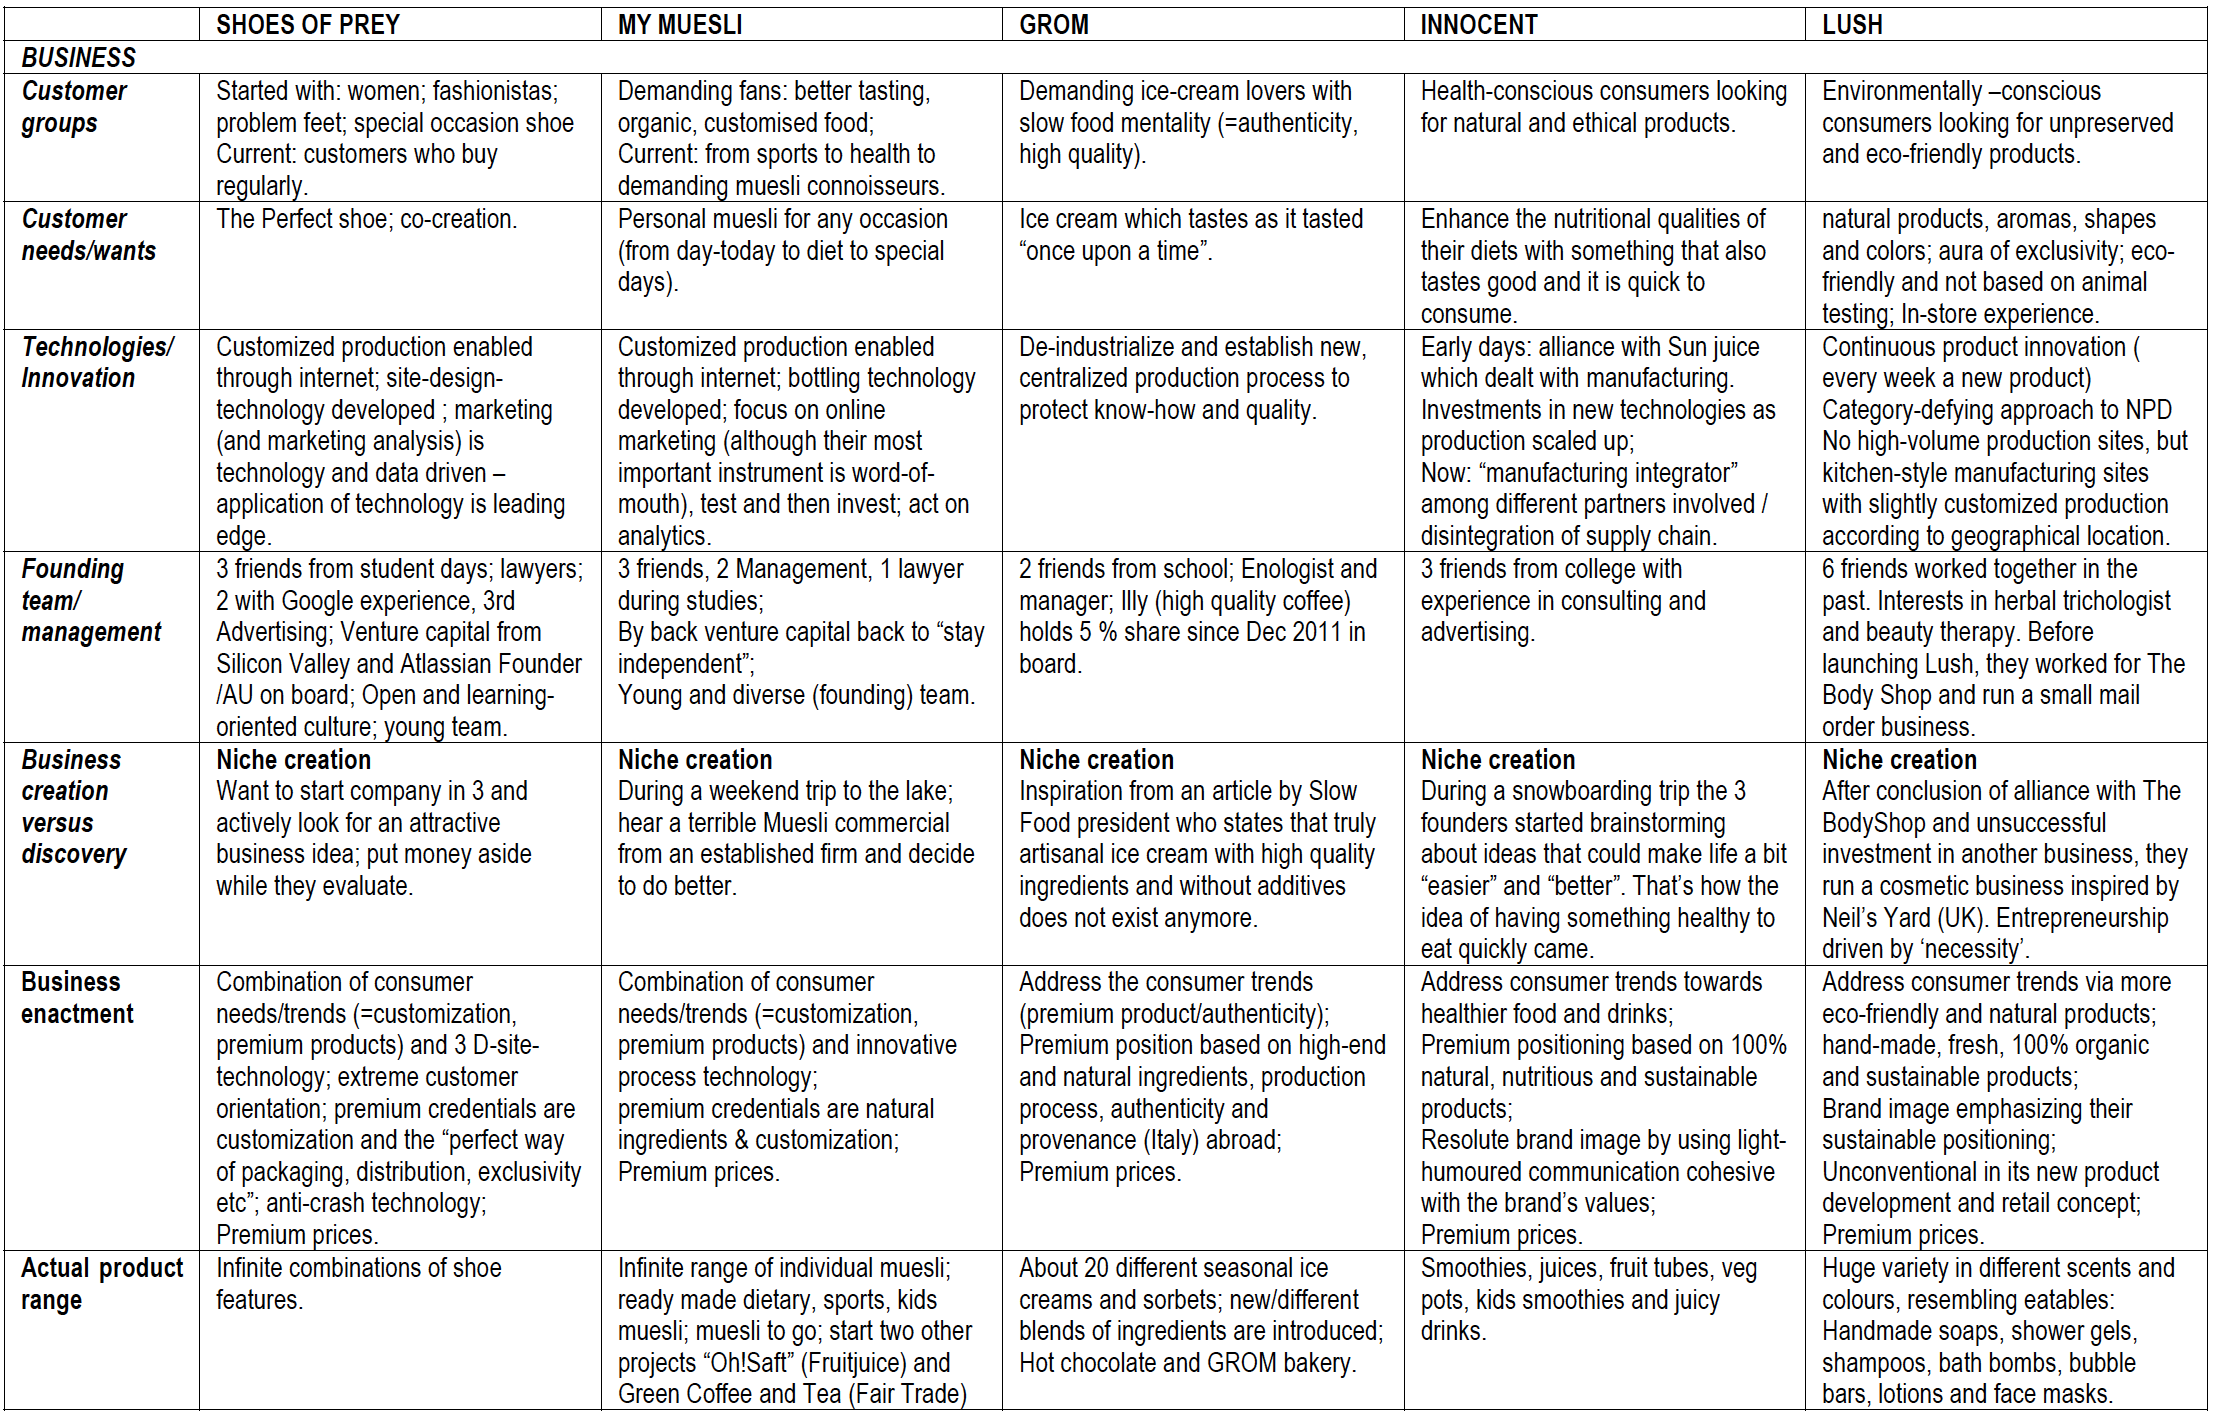 SHOES OF PREY
MY MUESLI
GROM
INNOCENT
LUSH
BUSINESS
Customer
groups
Started with: women; fashionistas;
problem feet; special occasion shoe
Current: customers who buy
regularly.
Demanding fans: better tasting,
organic, customised food;
Current: from sports to health to
demanding muesli connoisseurs.
Demanding ice-cream lovers with
slow food mentality (=authenticity,
high quality).
Health-conscious consumers looking
for natural and ethical products.
Environmentally –conscious
consumers looking for unpreserved
and eco-friendly products.
Customer
needs/wants
The Perfect shoe; co-creation.
Personal muesli for any occasion
(from day-today to diet to special
days).
Ice cream which tastes as it tasted
“once upon a time”.
Enhance the nutritional qualities of
their diets with something that also
tastes good and it is quick to
consume.
natural products, aromas, shapes
and colors; aura of exclusivity; eco-
friendly and not based on animal
testing; In-store experience.
Technologies/
Innovation
Customized production enabled
through internet; site-design-
technology developed ; marketing
(and marketing analysis) is
technology and data driven –
application of technology is leading
edge.
Customized production enabled
through internet; bottling technology
developed; focus on online
marketing (although their most
important instrument is word-of-
mouth), test and then invest; act on
analytics.
De-industrialize and establish new,
centralized production process to
protect know-how and quality.
Early days: alliance with Sun juice
which dealt with manufacturing.
Investments in new technologies as
production scaled up;
Now: “manufacturing integrator”
among different partners involved /
disintegration of supply chain.
Continuous product innovation (
every week a new product)
Category-defying approach to NPD
No high-volume production sites, but
kitchen-style manufacturing sites
with slightly customized production
according to geographical location.
Founding
team/
management
3 friends from student days; lawyers;
2 with Google experience, 3rd
Advertising; Venture capital from
Silicon Valley and Atlassian Founder
/AU on board; Open and learning-
oriented culture; young team.
3 friends, 2 Management, 1 lawyer
during studies;
By back venture capital back to “stay
independent”;
Young and diverse (founding) team.
2 friends from school; Enologist and
manager; Illy (high quality coffee)
holds 5 % share since Dec 2011 in
board.
3 friends from college with
experience in consulting and
advertising.
6 friends worked together in the
past. Interests in herbal trichologist
and beauty therapy. Before
launching Lush, they worked for The
Body Shop and run a small mail
order business.
Business
creation
versus
discovery
Niche creation
Want to start company in 3 and
actively look for an attractive
business idea; put money aside
while they evaluate.
Niche creation
During a weekend trip to the lake;
hear a terrible Muesli commercial
from an established firm and decide
to do better.
Niche creation
Inspiration from an article by Slow
Food president who states that truly
artisanal ice cream with high quality
ingredients and without additives
does not exist anymore.
Niche creation
During a snowboarding trip the 3
founders started brainstorming
about ideas that could make life a bit
“easier” and “better”. That’s how the
idea of having something healthy to
eat quickly came.
Niche creation
After conclusion of alliance with The
BodyShop and unsuccessful
investment in another business, they
run a cosmetic business inspired by
Neil’s Yard (UK). Entrepreneurship
driven by ‘necessity’.
Business
enactment
Combination of consumer
needs/trends (=customization,
premium products) and 3 D-site-
technology; extreme customer
orientation; premium credentials are
customization and the “perfect way
of packaging, distribution, exclusivity
etc”; anti-crash technology;
Premium prices.
Combination of consumer
needs/trends (=customization,
premium products) and innovative
process technology;
premium credentials are natural
ingredients & customization;
Premium prices.
Address the consumer trends
(premium product/authenticity);
Premium position based on high-end
and natural ingredients, production
process, authenticity and
provenance (Italy) abroad;
Premium prices.
Address consumer trends towards
healthier food and drinks;
Premium positioning based on 100%
natural, nutritious and sustainable
products;
Resolute brand image by using light-
humoured communication cohesive
with the brand’s values;
Premium prices.
Address consumer trends via more
eco-friendly and natural products;
hand-made, fresh, 100% organic
and sustainable products;
Brand image emphasizing their
sustainable positioning;
Unconventional in its new product
development and retail concept;
Premium prices.
Actual product
range
Infinite combinations of shoe
features.
Infinite range of individual muesli;
ready made dietary, sports, kids
muesli; muesli to go; start two other
projects “Oh!Saft” (Fruitjuice) and
Green Coffee and Tea (Fair Trade)
About 20 different seasonal ice
creams and sorbets; new/different
blends of ingredients are introduced;
Hot chocolate and GROM bakery.
Smoothies, juices, fruit tubes, veg
pots, kids smoothies and juicy
drinks.
Huge variety in different scents and
colours, resembling eatables:
Handmade soaps, shower gels,
shampoos, bath bombs, bubble
bars, lotions and face masks.